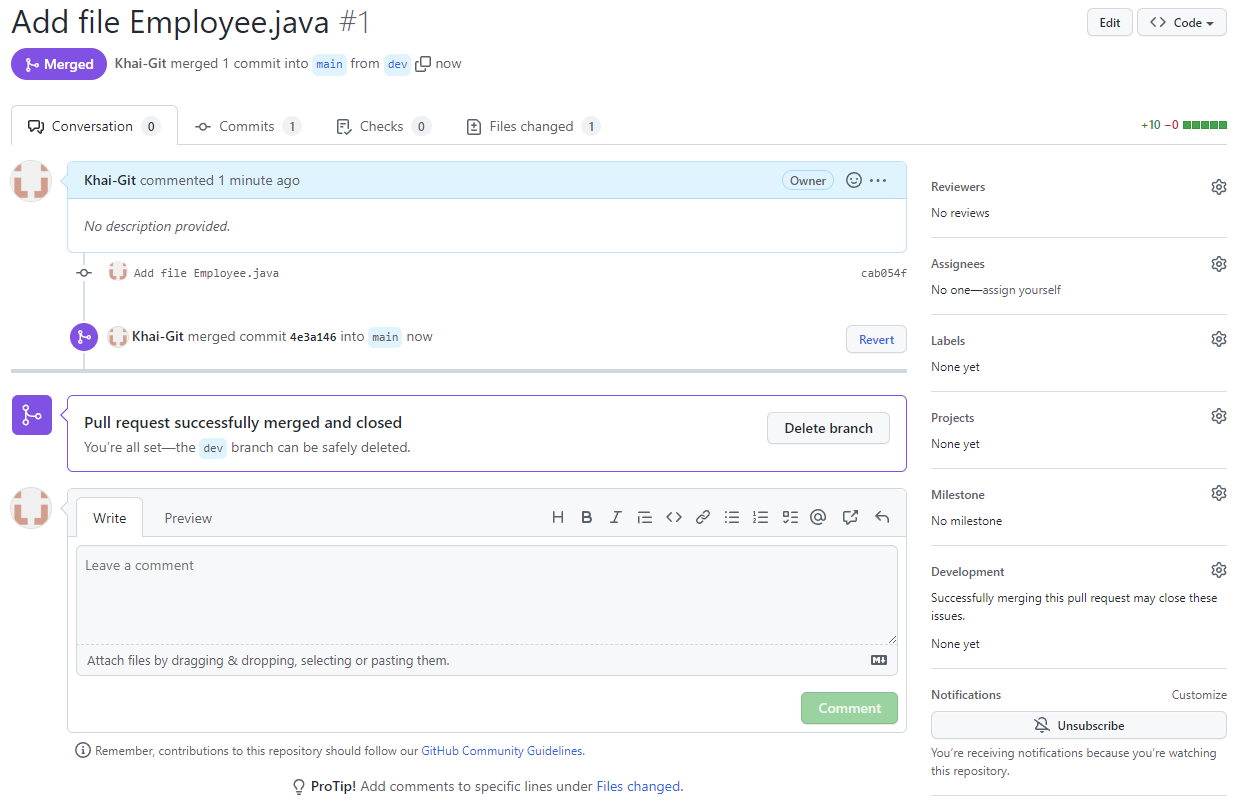 Add file Employee.java #1
Edit
Code
Merged
Khai-Git merged 1 commit into main from dev now
Conversation 0
Commits 1
Checks 0
Files changed 1
+10 −0
Khai-Git commented 1 minute ago
Owner
No description provided.
Add file Employee.java
cab054f
Khai-Git merged commit 4e3a146 into main now
Revert
Pull request successfully merged and closed
You're all set—the dev branch can be safely deleted.
Delete branch
Write
Preview
Leave a comment
Attach files by dragging & dropping, selecting or pasting them.
Comment
Remember, contributions to this repository should follow our GitHub Community Guidelines.
ProTip! Add comments to specific lines under Files changed.
Reviewers
No reviews
Assignees
No one—assign yourself
Labels
None yet
Projects
None yet
Milestone
No milestone
Development
Successfully merging this pull request may close these
issues.
None yet
Notifications
Customize
Unsubscribe
You're receiving notifications because you're watching
this repository.